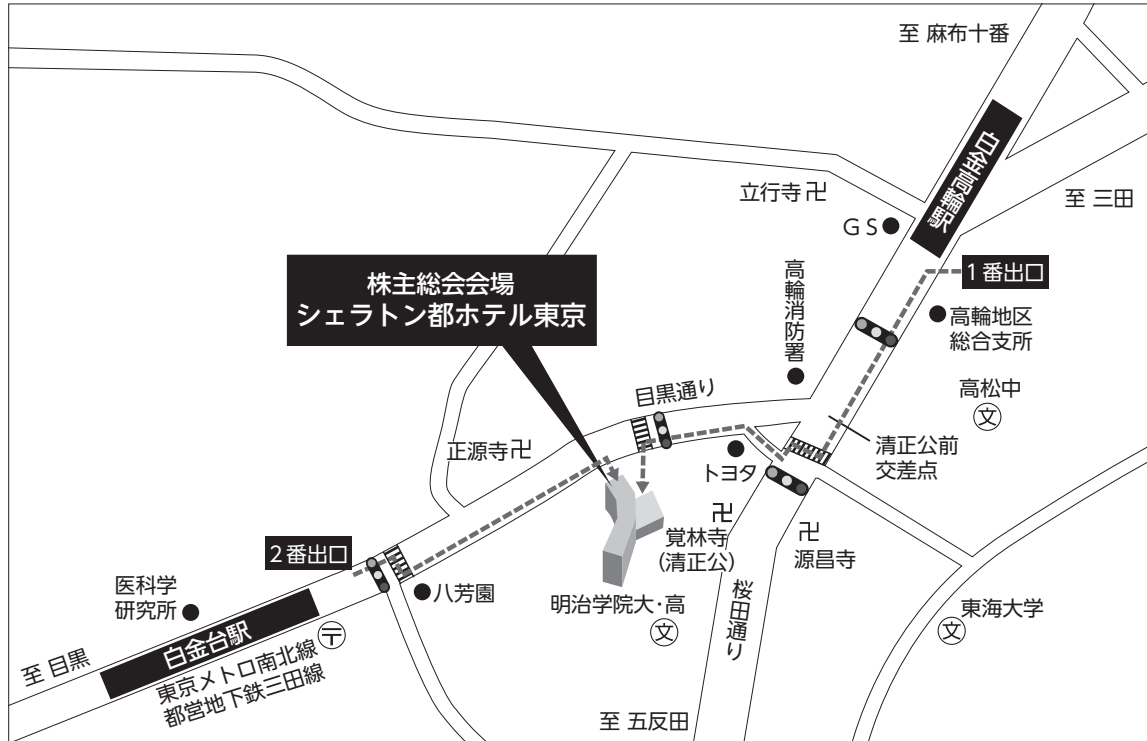 至 麻布十番
白金高輪駅
至 三田
立行寺卍
GS
1番出口
株主総会会場
シェラトン都ホテル東京
高輪消防署
高輪地区
総合支所
高松中
文
目黒通り
清正公前
交差点
正源寺卍
トヨタ
卍
覚林寺
(清正公)
卍
源昌寺
2番出口
八芳園
医科学
研究所
明治学院大・高
文
桜田通り
東海大学
文
白金台駅
〒
至 目黒
東京メトロ南北線
都営地下鉄三田線
至 五反田